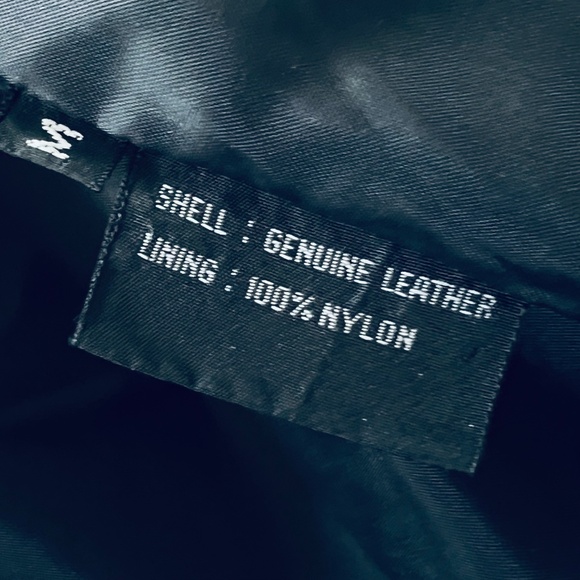 M
SHELL : GENUINE LEATHER
LINING : 100% NYLON